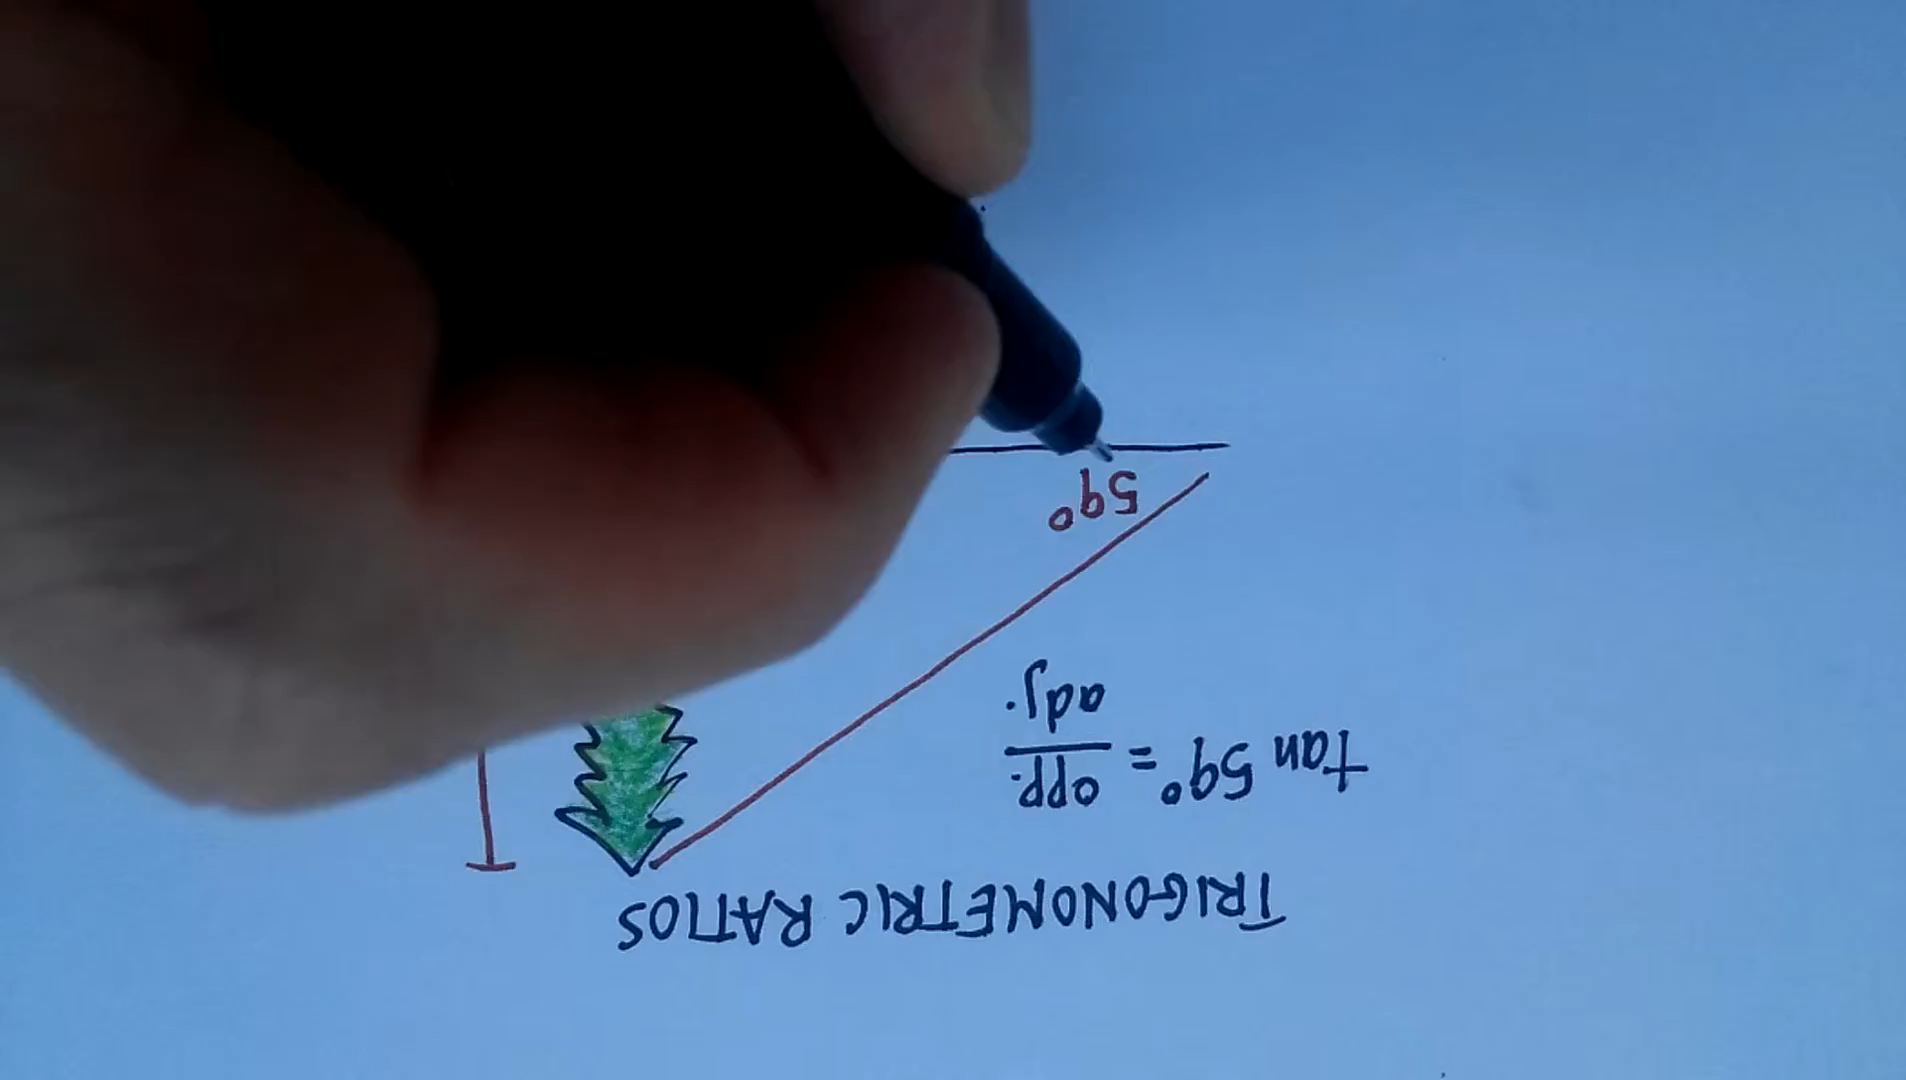 TRIGONOMETRIC RATIOS
tan 59° = opp.
adj.
59°